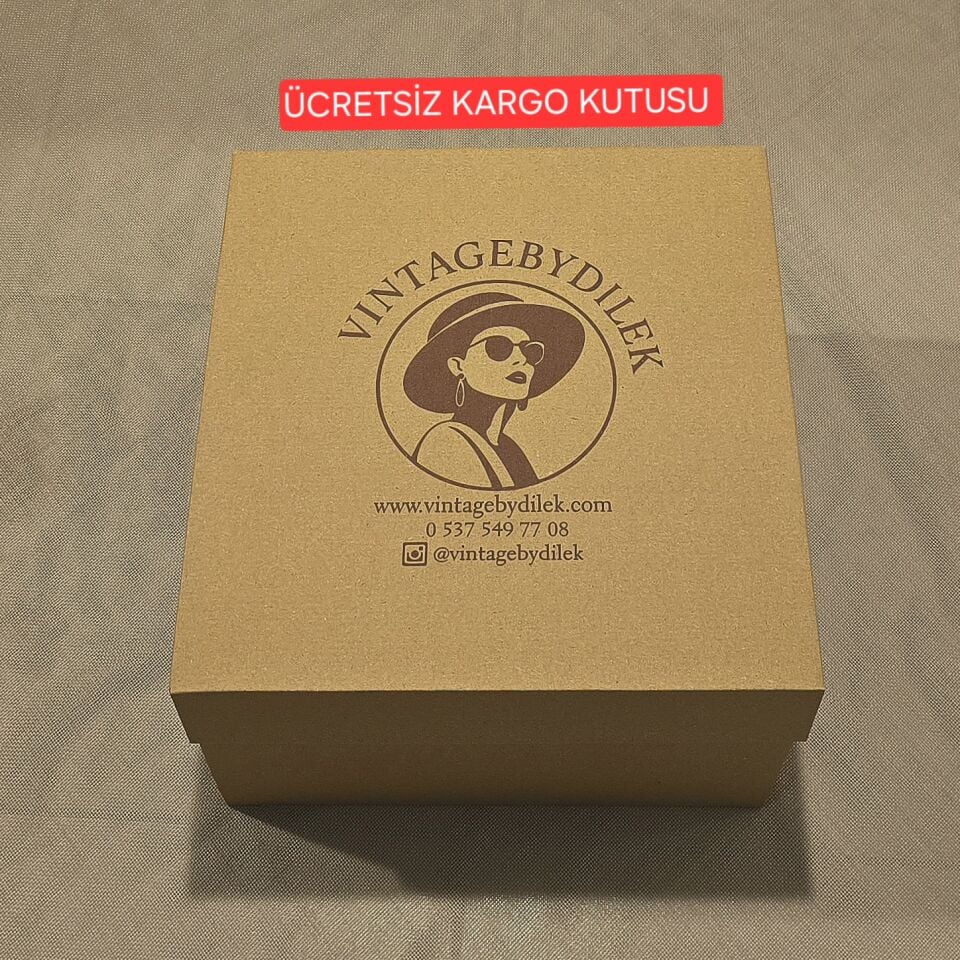 ÜCRETSİZ KARGO KUTUSU
VINTAGEBYDILEK
www.vintagebydilek.com
0 537 549 77 08
@vintagebydilek